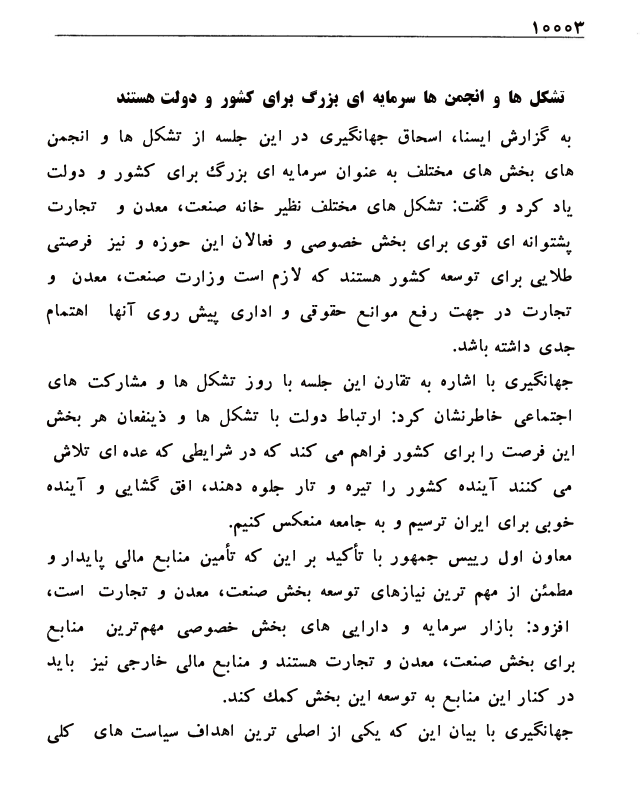 ۱۰۰۰۳
تشکل ها و انجمن ها سرمایه ای بزرگ برای کشور و دولت هستند
به گزارش ایسنا، اسحاق جهانگیری در این جلسه از تشکل ها و انجمن
های بخش های مختلف به عنوان سرمایه ای بزرگ برای کشور و دولت
یاد کرد و گفت: تشکل های مختلف نظیر خانه صنعت، معدن و تجارت
پشتوانه ای قوی برای بخش خصوصی و فعالان این حوزه و نیز فرصتی
طلایی برای توسعه کشور هستند که لازم است وزارت صنعت، معدن و
تجارت در جهت رفع موانع حقوقی و اداری پیش روی آنها اهتمام
جدی داشته باشد.
جهانگیری با اشاره به تقارن این جلسه با روز تشکل ها و مشارکت های
اجتماعی خاطرنشان کرد: ارتباط دولت با تشکل ها و ذینفعان هر بخش
این فرصت را برای کشور فراهم می کند که در شرایطی که عده ای تلاش
می کنند آینده کشور را تیره و تار جلوه دهند، افق گشایی و آینده
خوبی برای ایران ترسیم و به جامعه منعکس کنیم.
معاون اول رییس جمهور با تأکید بر این که تأمین منابع مالی پایدار و
مطمئن از مهم ترین نیازهای توسعه بخش صنعت، معدن و تجارت است،
افزود: بازار سرمایه و دارایی های بخش خصوصی مهم‌ترین منابع
برای بخش صنعت، معدن و تجارت هستند و منابع مالی خارجی نیز باید
در کنار این منابع به توسعه این بخش کمک کند.
جهانگیری با بیان این که یکی از اصلی ترین اهداف سیاست های کلی